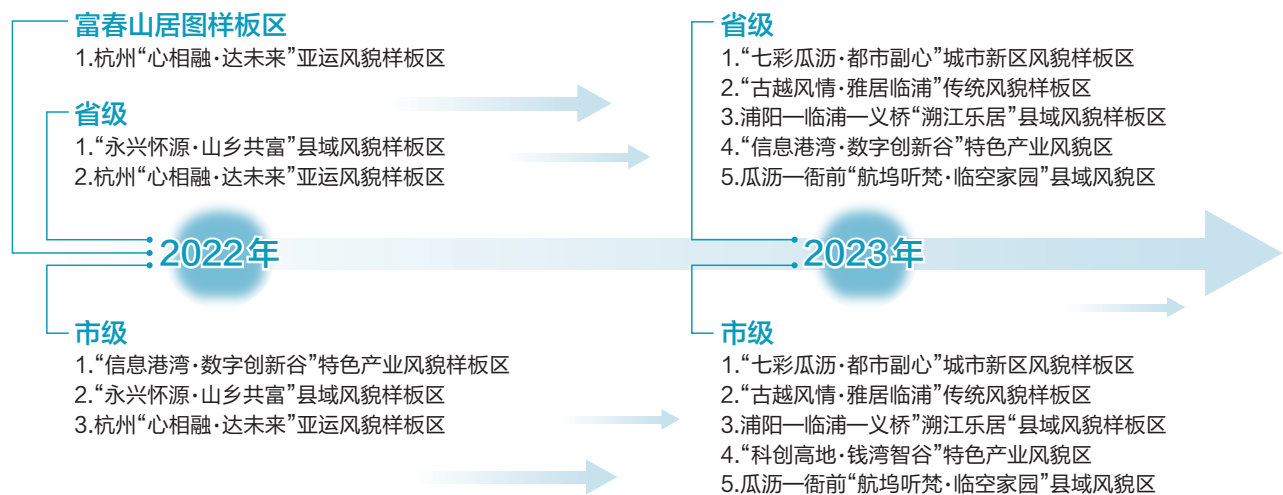 富春山居图样板区
1.杭州“心相融·达未来”亚运风貌样板区
省级
1.“永兴怀源·山乡共富”县域风貌样板区
2.杭州“心相融·达未来”亚运风貌样板区
2022年
市级
1.“信息港湾·数字创新谷”特色产业风貌样板区
2.“永兴怀源·山乡共富”县域风貌样板区
3.杭州“心相融·达未来”亚运风貌样板区
省级
1.“七彩瓜沥·都市副心”城市新区风貌样板区
2.“古越风情·雅居临浦”传统风貌样板区
3.浦阳—临浦—义桥“溯江乐居”县域风貌样板区
4.“信息港湾·数字创新谷”特色产业风貌区
5.瓜沥—衙前“航坞听梵·临空家园”县域风貌区
2023年
市级
1.“七彩瓜沥·都市副心”城市新区风貌样板区
2.“古越风情·雅居临浦”传统风貌样板区
3.浦阳—临浦—义桥”溯江乐居“县域风貌样板区
4.“科创高地·钱湾智谷”特色产业风貌区
5.瓜沥—衙前“航坞听梵·临空家园”县域风貌区